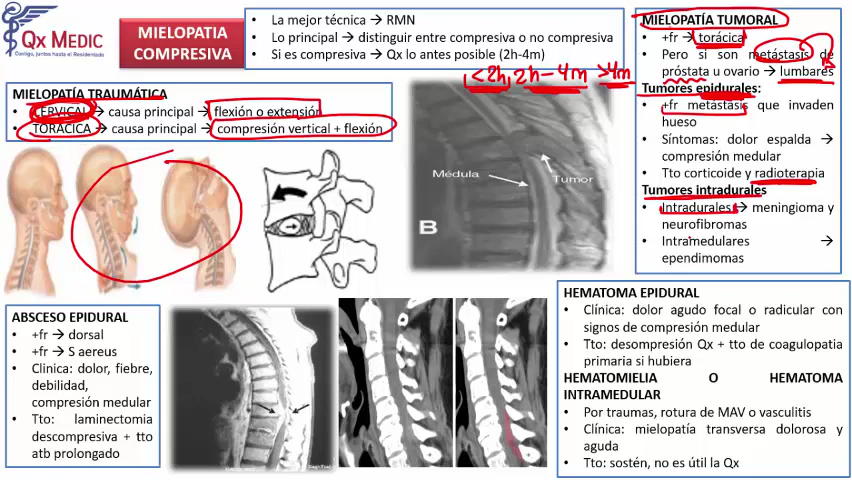 Qx MEDIC
Contigo, juntos hasta el Residentado
MIELOPATIA
COMPRESIVA
• La mejor técnica → RMN
• Lo principal → distinguir entre compresiva o no compresiva
• Si es compresiva → Qx lo antes posible (2h-4m)
<2h, 2h-4m >4m
MIELOPATÍA TRAUMÁTICA
• CERVICAL → causa principal → flexión o extensión
• TORÁCICA → causa principal → compresión vertical + flexión
Médula
Tumor
B
MIELOPATÍA TUMORAL
• +fr → torácica
• Pero si son metástasis de
próstata u ovario → lumbares
Tumores epidurales:
• +fr metastasis que invaden
hueso
• Síntomas: dolor espalda →
compresión medular
• Tto corticoide y radioterapia
Tumores intradurales
• Intradurales → meningioma y
neurofibromas
• Intramedulares →
ependimomas
ABSCESO EPIDURAL
• +fr → dorsal
• +fr → S aereus
• Clinica: dolor, fiebre,
debilidad,
compresión medular
• Tto: laminectomia
descompresiva + tto
atb prolongado
HEMATOMA EPIDURAL
• Clínica: dolor agudo focal o radicular con
signos de compresión medular
• Tto: desompresión Qx + tto de coagulopatia
primaria si hubiera
HEMATOMIELIA O HEMATOMA
INTRAMEDULAR
• Por traumas, rotura de MAV o vasculitis
• Clínica: mielopatía transversa dolorosa y
aguda
• Tto: sostén, no es útil la Qx